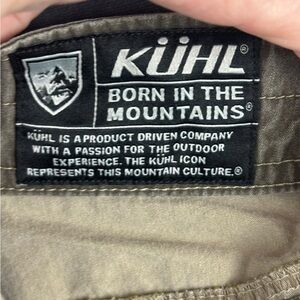 KÜHL®
BORN IN THE
MOUNTAINS®
KÜHL IS A PRODUCT DRIVEN COMPANY
WITH A PASSION FOR THE OUTDOOR
EXPERIENCE. THE KÜHL ICON
REPRESENTS THIS MOUNTAIN CULTURE.®